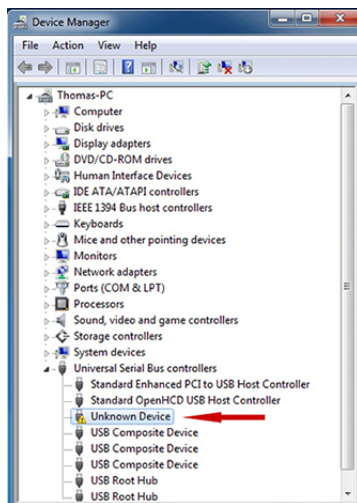 Device Manager
File Action View Help
Thomas-PC
Computer
Disk drives
Display adapters
DVD/CD-ROM drives
Human Interface Devices
IDE ATA/ATAPI controllers
IEEE 1394 Bus host controllers
Keyboards
Mice and other pointing devices
Monitors
Network adapters
Ports (COM & LPT)
Processors
Sound, video and game controllers
Storage controllers
System devices
Universal Serial Bus controllers
Standard Enhanced PCI to USB Host Controller
Standard OpenHCD USB Host Controller
Unknown Device
USB Composite Device
USB Composite Device
USB Composite Device
USB Root Hub
USB Root Hub